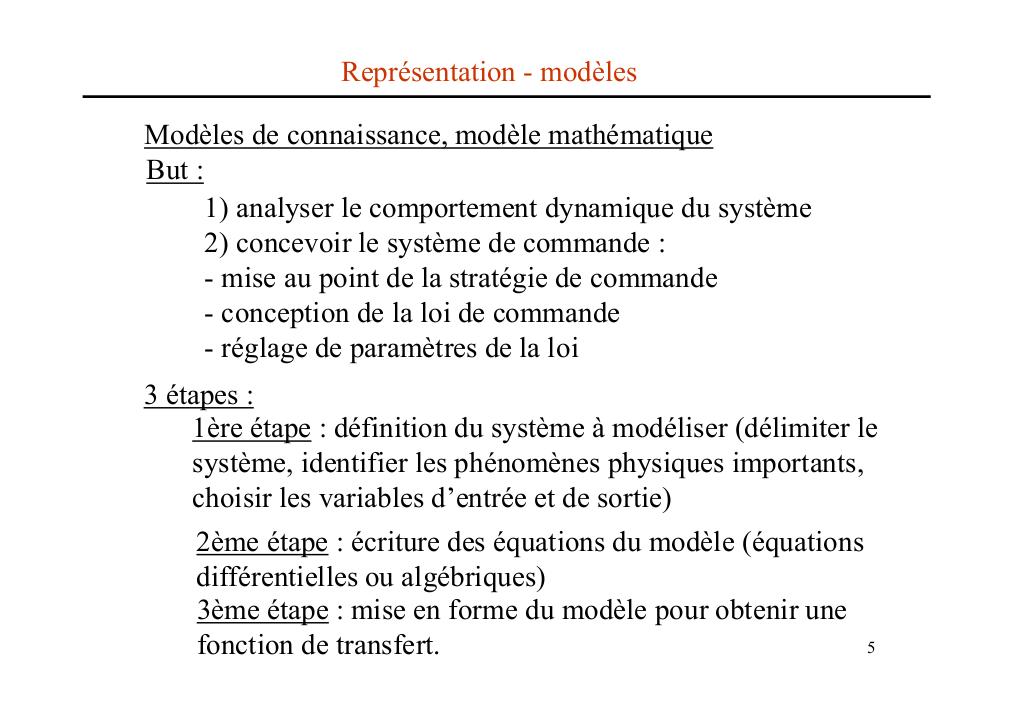 Représentation - modèles
Modèles de connaissance, modèle mathématique
But :
1) analyser le comportement dynamique du système
2) concevoir le système de commande :
- mise au point de la stratégie de commande
- conception de la loi de commande
- réglage de paramètres de la loi
3 étapes :
1ère étape : définition du système à modéliser (délimiter le
système, identifier les phénomènes physiques importants,
choisir les variables d’entrée et de sortie)
2ème étape : écriture des équations du modèle (équations
différentielles ou algébriques)
3ème étape : mise en forme du modèle pour obtenir une
fonction de transfert.
5